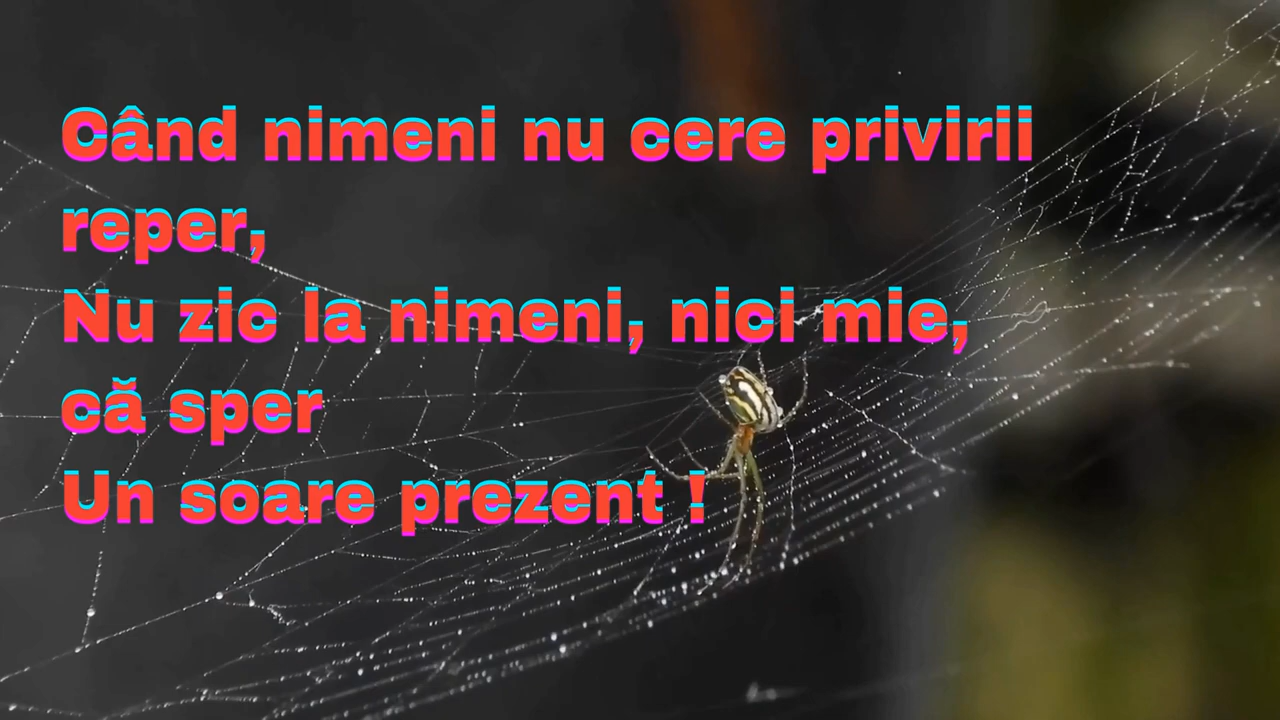 Când nimeni nu cere privirii
reper,
Nu zic la nimeni, nici mie,
că sper
Un soare prezent !